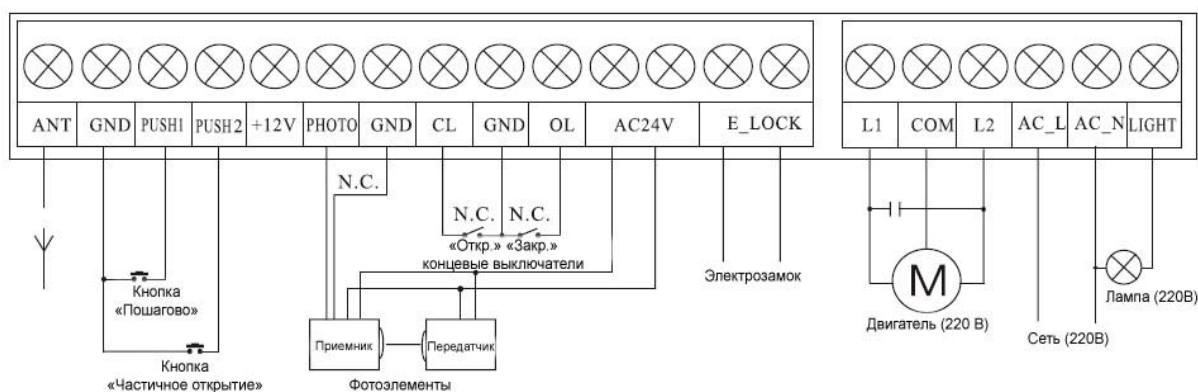 ANT GND PUSH1 PUSH2 +12V PHOTO GND CL GND OL AC24V E_LOCK L1 COM L2 AC_L AC_N LIGHT
N.C.
N.C. N.C.
«Откр.» «Закр.»
концевые выключатели
Электрозамок
Кнопка
«Пошагово»
Кнопка
«Частичное открытие»
Приемник
Передатчик
Фотоэлементы
M
Двигатель (220 В)
Сеть (220В)
Лампа (220В)